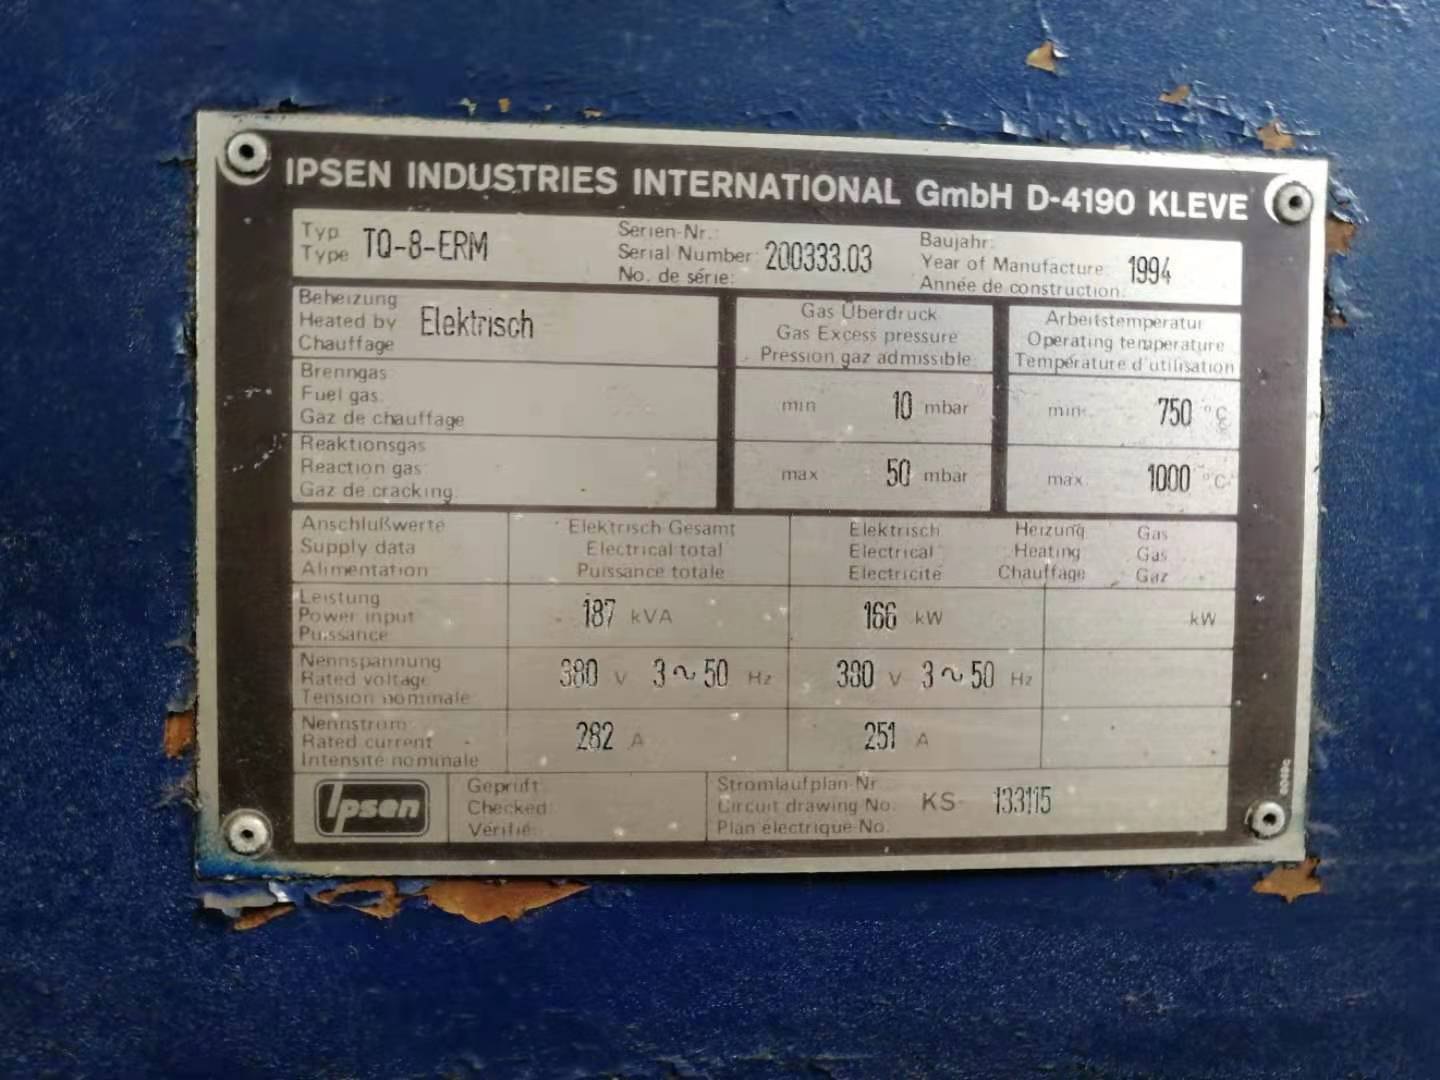 IPSEN INDUSTRIES INTERNATIONAL GmbH D-4190 KLEVE
Typ
Type TQ-8-ERM
Serien-Nr.:
Serial Number: 200333.03
No. de série:
Baujahr:
Year of Manufacture: 1994
Année de construction:
Beheizung
Heated by Elektrisch
Chauffage
Brenngas
Fuel gas
Gaz de chauffage
Reaktionsgas
Reaction gas
Gaz de cracking
Gas Überdruck
Gas Excess pressure
Pression gaz admissible
min 10 mbar
max 50 mbar
Arbeitstemperatur
Operating temperature
Température d'utilisation
min. 750 °C
max. 1000 °C
Anschlußwerte
Supply data
Alimentation
Elektrisch Gesamt
Electrical total
Puissance totale
Elektrisch Heizung Gas
Electrical Heating Gas
Electricité Chauffage Gaz
Leistung
Power input 187 kVA 166 kW kW
Puissance
Nennspannung
Rated voltage 380 V 3~50 Hz 380 V 3~50 Hz
Tension nominale
Nennstrom
Rated current 282 A 251 A
Intensité nominale
Ipsen
Geprüft:
Checked:
Vérifié:
Stromlaufplan-Nr.
Circuit drawing No. KS- 133115
Plan électrique No.